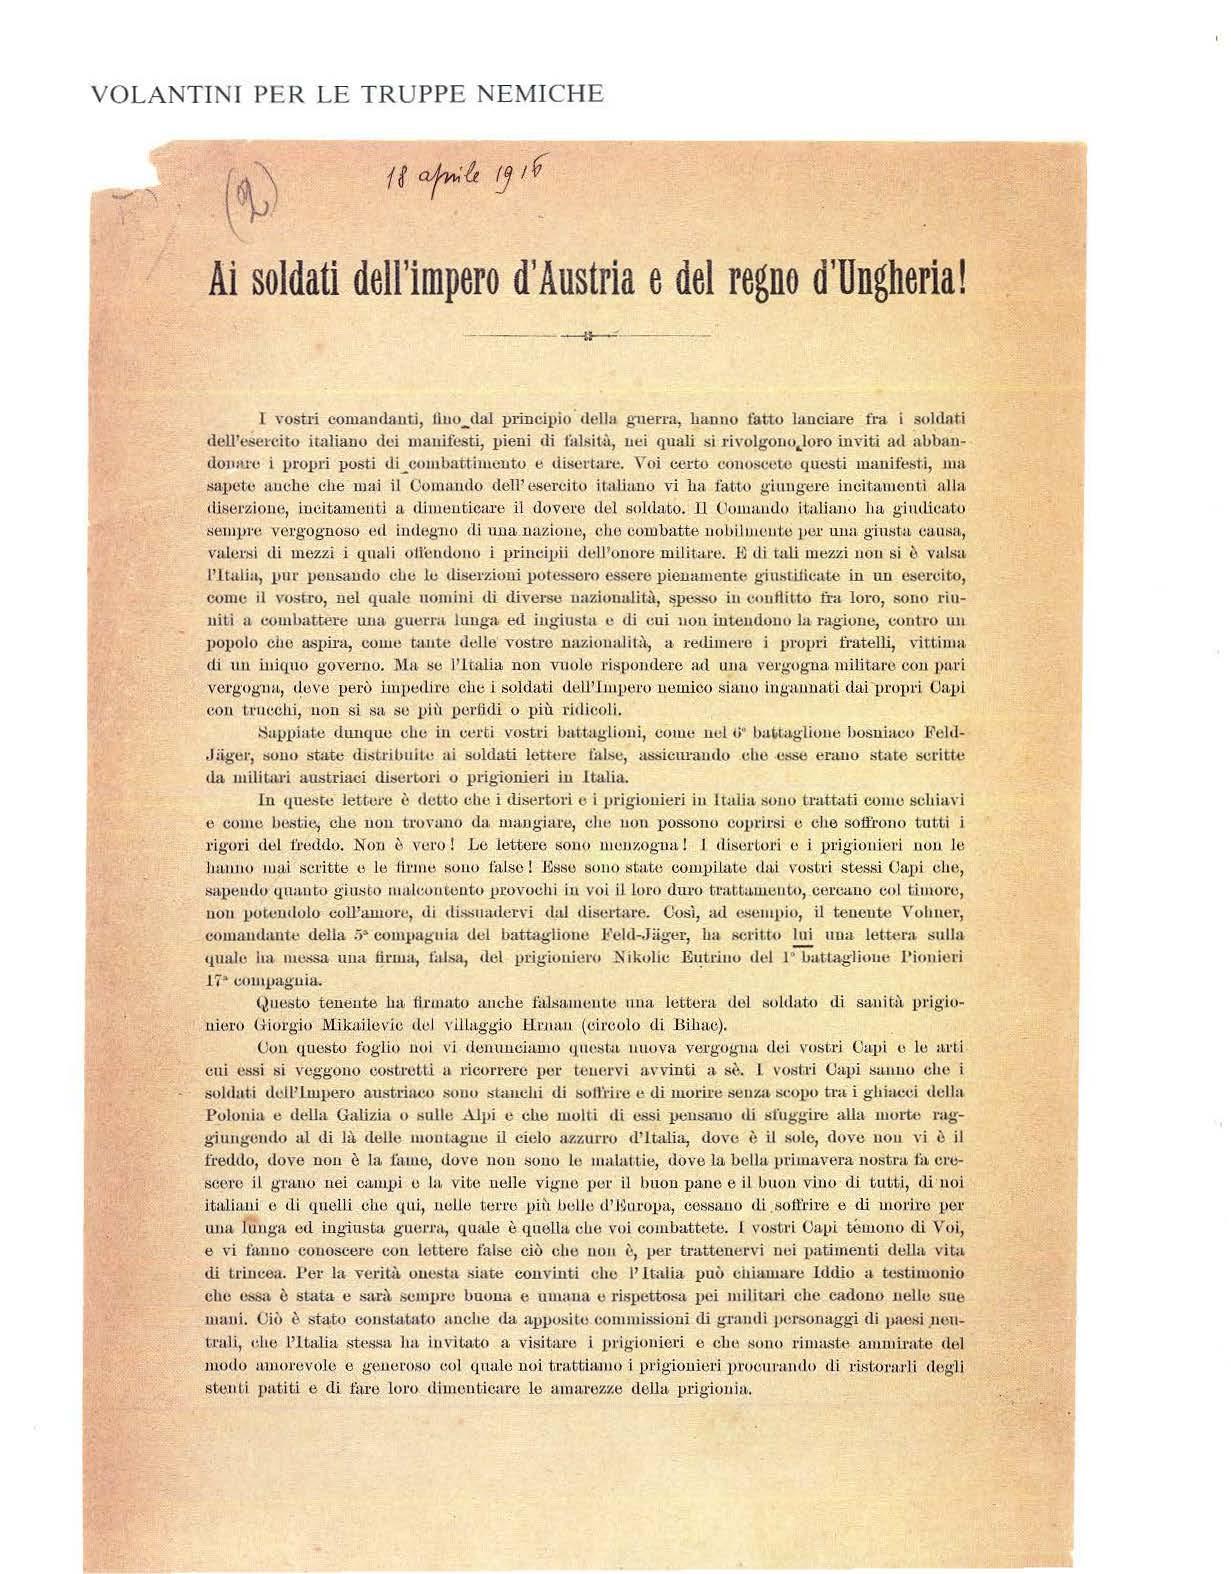 VOLANTINI PER LE TRUPPE NEMICHE
(2)
18 aprile 1916
Ai soldati dell'impero d'Austria e del regno d'Ungheria!
I vostri comandanti, fino dal principio della guerra, hanno fatto lanciare fra i soldati
dell'esercito italiano dei manifesti, pieni di falsità, nei quali si rivolgono loro inviti ad abban-
donare i propri posti di combattimento e disertare. Voi certo conoscete questi manifesti, ma
sapete anche che mai il Comando dell'esercito italiano vi ha fatto giungere incitamenti alla
diserzione, incitamenti a dimenticare il dovere del soldato. Il Comando italiano ha giudicato
sempre vergognoso ed indegno di una nazione, che combatte nobilmente per una giusta causa,
valersi di mezzi i quali offendono i principii dell'onore militare. E di tali mezzi non si è valsa
l'Italia, pur pensando che le diserzioni potessero essere pienamente giustificate in un esercito,
come il vostro, nel quale uomini di diverse nazionalità, spesso in conflitto fra loro, sono riu-
niti a combattere una guerra lunga ed ingiusta e di cui non intendono la ragione, contro un
popolo che aspira, come tante delle vostre nazionalità, a redimere i propri fratelli, vittima
di un iniquo governo. Ma se l'Italia non vuole rispondere ad una vergogna militare con pari
vergogna, deve però impedire che i soldati dell'Impero nemico siano ingannati dai propri Capi
con trucchi, non si sa se più perfidi o più ridicoli.
Sappiate dunque che in certi vostri battaglioni, come nel 6° battaglione bosniaco Feld-
Jäger, sono state distribuite ai soldati lettere false, assicurando che esse erano state scritte
da militari austriaci disertori o prigionieri in Italia.
In queste lettere è detto che i disertori e i prigionieri in Italia sono trattati come schiavi
e come bestie, che non trovano da mangiare, che non possono coprirsi e che soffrono tutti i
rigori del freddo. Non è vero! Le lettere sono menzogna! I disertori e i prigionieri non le
hanno mai scritte e le firme sono false! Esse sono state compilate dai vostri stessi Capi che,
sapendo quanto giusto malcontento provochi in voi il loro duro trattamento, cercano col timore,
non potendolo coll'amore, di dissuadervi dal disertare. Così, ad esempio, il tenente Vohner,
comandante della 5ª compagnia del battaglione Feld-Jäger, ha scritto lui una lettera sulla
quale ha messa una firma, falsa, del prigioniero Nikolic Eutrino del 1° battaglione Pionieri
17ª compagnia.
Questo tenente ha firmato anche falsamente una lettera del soldato di sanità prigio-
niero Giorgio Mikailevic del villaggio Hrnan (circolo di Bihac).
Con questo foglio noi vi denunciamo questa nuova vergogna dei vostri Capi e le arti
cui essi si veggono costretti a ricorrere per tenervi avvinti a sè. I vostri Capi sanno che i
soldati dell'Impero austriaco sono stanchi di soffrire e di morire senza scopo tra i ghiacci della
Polonia e della Galizia o sulle Alpi e che molti di essi pensano di sfuggire alla morte rag-
giungendo al di là delle montagne il cielo azzurro d'Italia, dove è il sole, dove non vi è il
freddo, dove non è la fame, dove non sono le malattie, dove la bella primavera nostra fa cre-
scere il grano nei campi e la vite nelle vigne per il buon pane e il buon vino di tutti, di noi
italiani e di quelli che qui, nelle terre più belle d'Europa, cessano di soffrire e di morire per
una lunga ed ingiusta guerra, quale è quella che voi combattete. I vostri Capi témono di Voi,
e vi fanno conoscere con lettere false ciò che non è, per trattenervi nei patimenti della vita
di trincea. Per la verità onesta siate convinti che l'Italia può chiamare Iddio a testimonio
che essa è stata e sarà sempre buona e umana e rispettosa pei militari che cadono nelle sue
mani. Ciò è stato constatato anche da apposite commissioni di grandi personaggi di paesi neu-
trali, che l'Italia stessa ha invitato a visitare i prigionieri e che sono rimaste ammirate del
modo amorevole e generoso col quale noi trattiamo i prigionieri procurando di ristorarli degli
stenti patiti e di fare loro dimenticare le amarezze della prigionia.